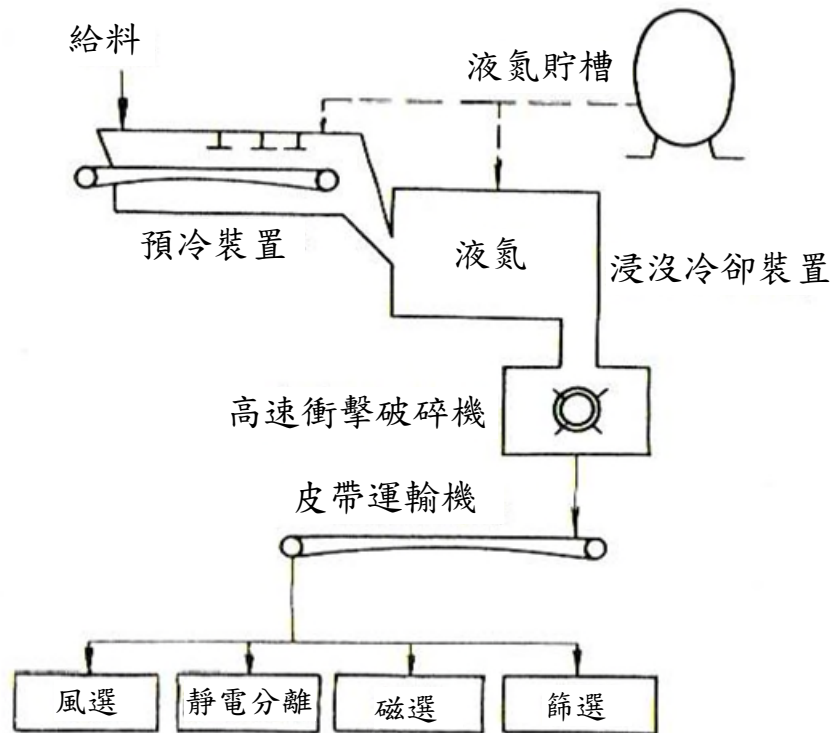 給料
液氮貯槽
預冷裝置
液氮
浸沒冷卻裝置
高速衝擊破碎機
皮帶運輸機
風選
靜電分離
磁選
篩選